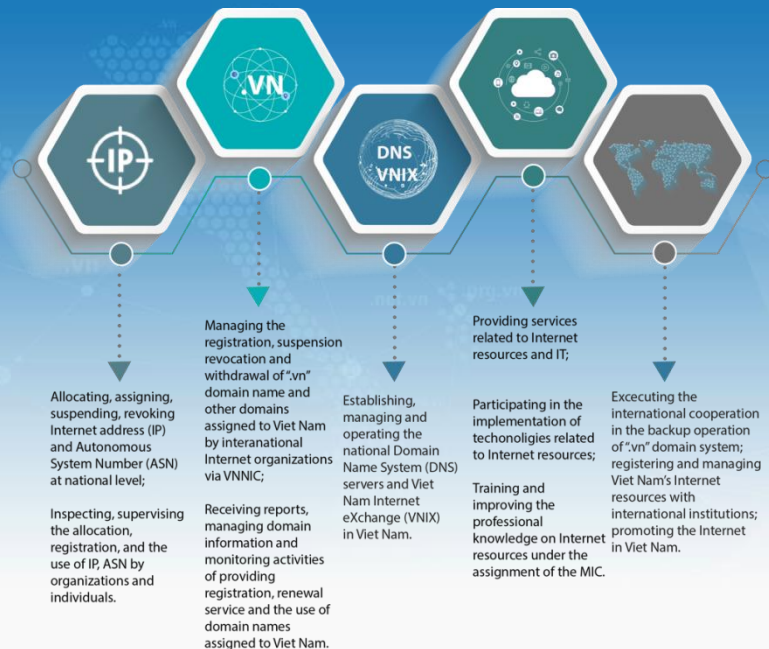 IP
.VN
DNS
VNIX
Allocating, assigning,
suspending, revoking
Internet address (IP)
and Autonomous
System Number (ASN)
at national level;
Inspecting, supervising
the allocation,
registration, and the
use of IP, ASN by
organizations and
individuals.
Managing the
registration, suspension
revocation and
withdrawal of “.vn”
domain name and
other domains
assigned to Viet Nam
by interanational
Internet organizations
via VNNIC;
Receiving reports,
managing domain
information and
monitoring activities
of providing
registration, renewal
service and the use of
domain names
assigned to Viet Nam.
Establishing,
managing and
operating the
national Domain
Name System (DNS)
servers and Viet
Nam Internet
eXchange (VNIX)
in Viet Nam.
Providing services
related to Internet
resources and IT;
Participating in the
implementation of
techonoligies related
to Internet resources;
Training and
improving the
professional
knowledge on Internet
resources under the
assignment of the MIC.
Excecuting the
international cooperation
in the backup operation
of “.vn” domain system;
registering and managing
Viet Nam’s Internet
resources with
international institutions;
promoting the Internet
in Viet Nam.
.vn
.net.vn
org.vn